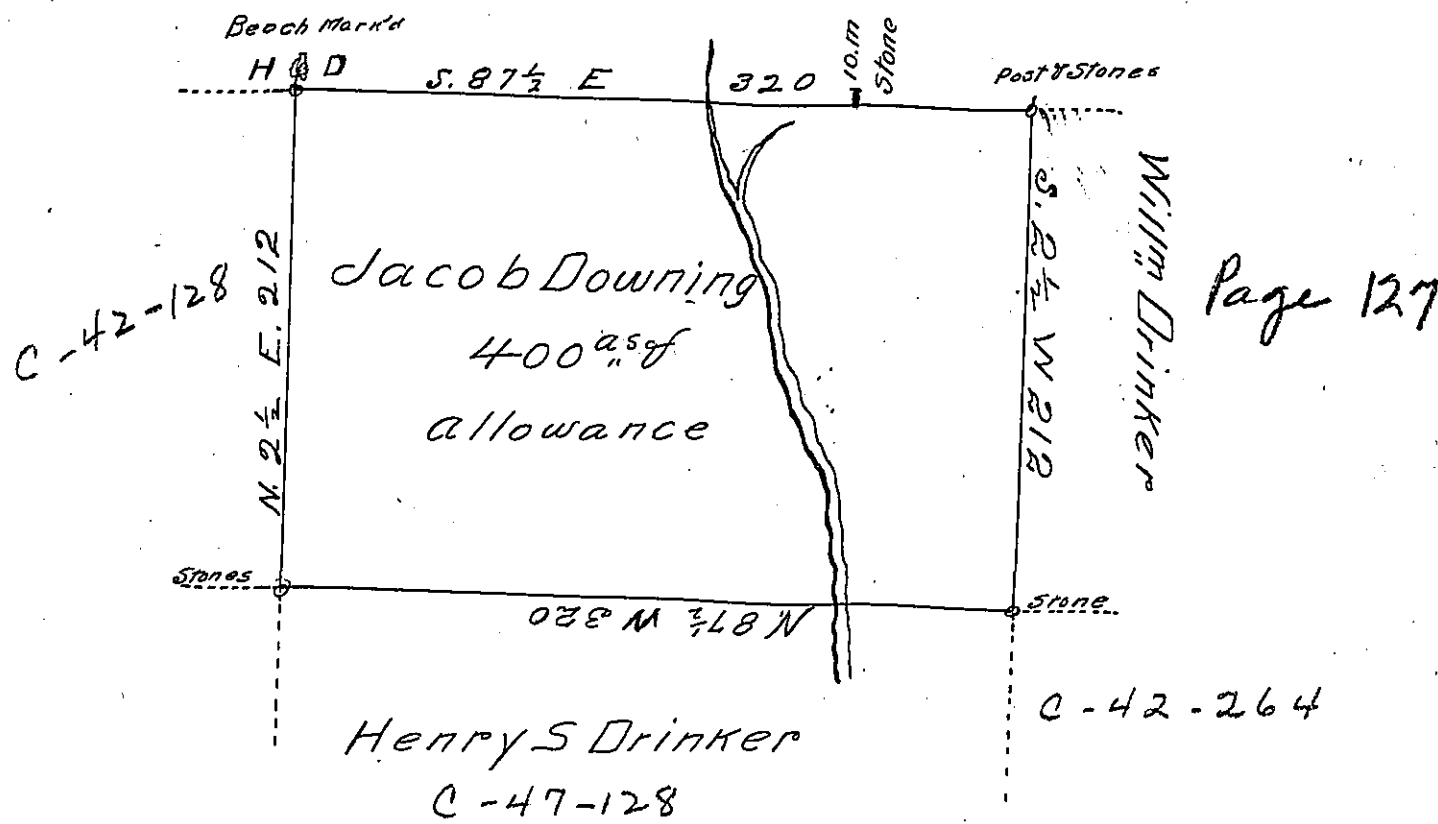 Beech Mark'd
H D
S. 87½ E 320
10.m
Stone
Post & Stones
S. 2½ W 212
Willm Drinker
Page 127
C-42-128
N. 2½ E. 212
Jacob Downing
400 as of
allowance
Stones
N. 87½ W 320
Stone
C-42-264
Henry S Drinker
C-47-128